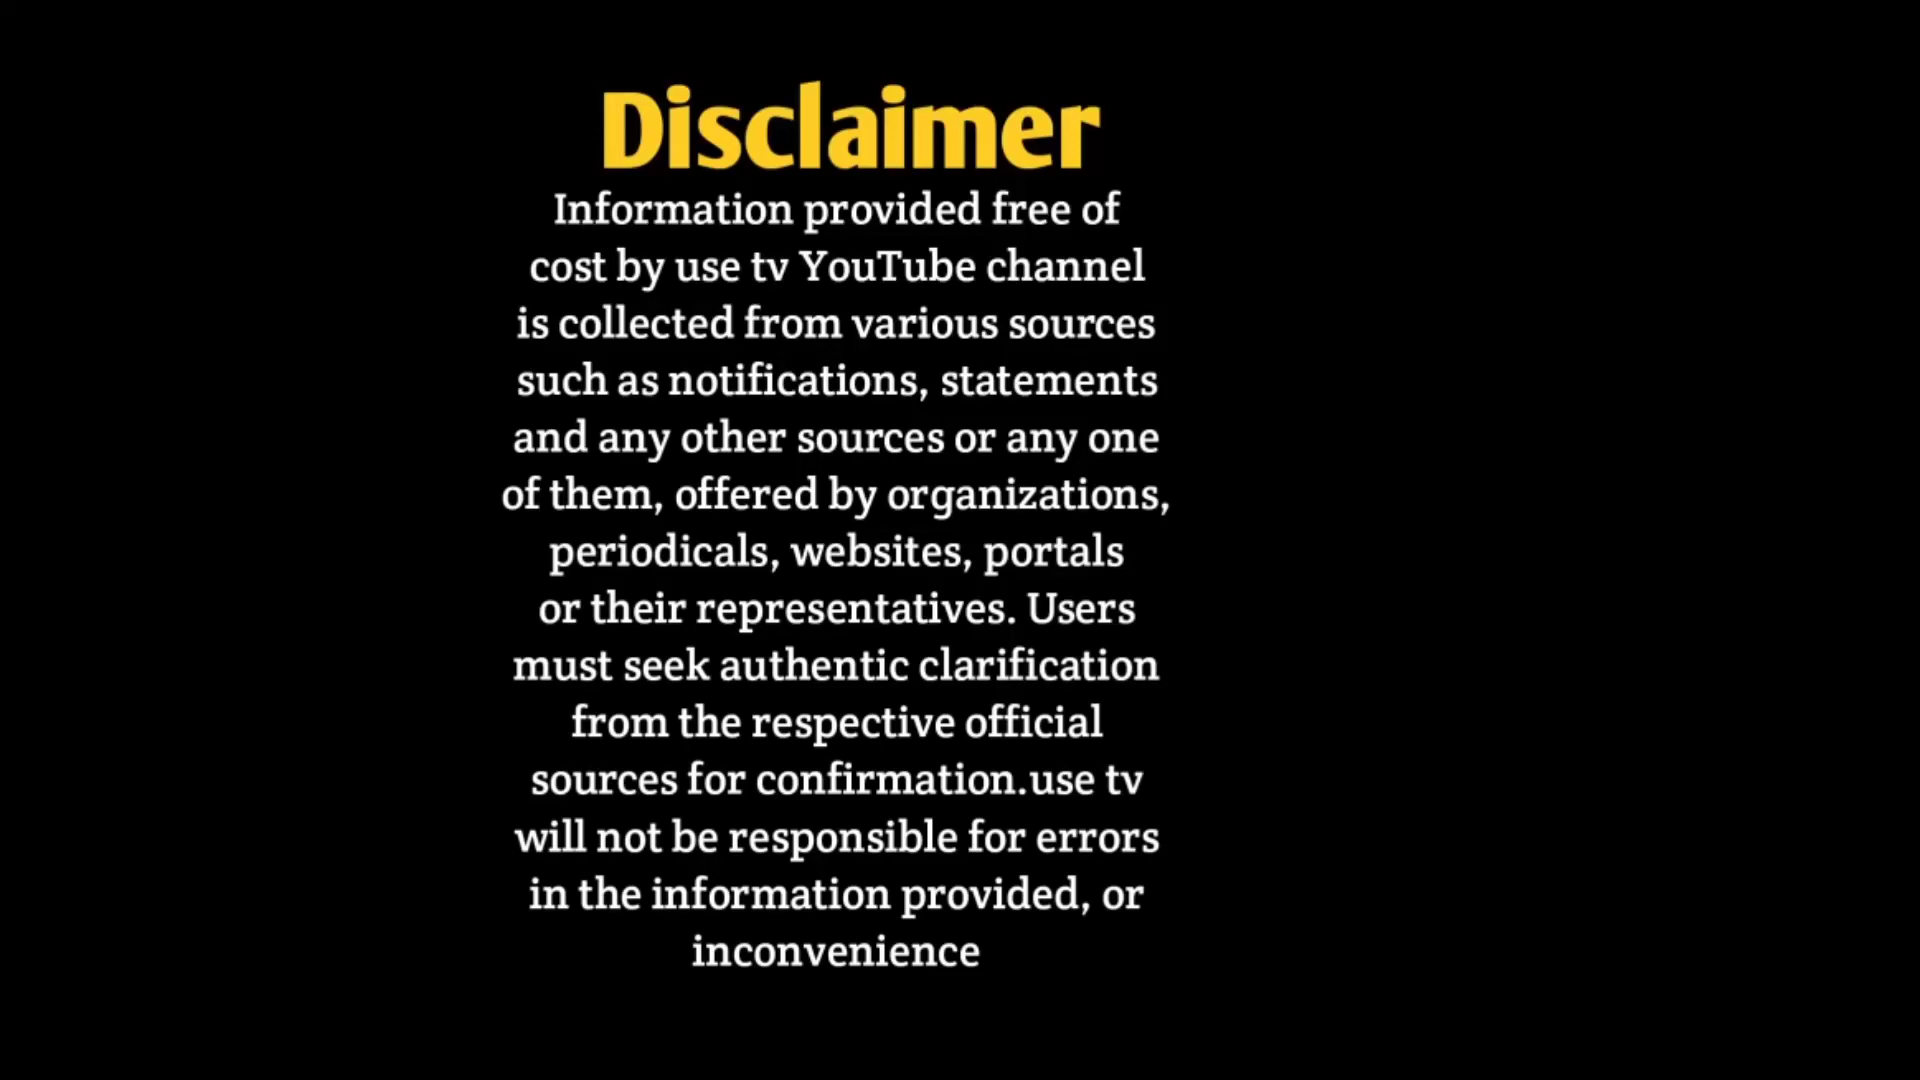 Disclaimer
Information provided free of
cost by use tv YouTube channel
is collected from various sources
such as notifications, statements
and any other sources or any one
of them, offered by organizations,
periodicals, websites, portals
or their representatives. Users
must seek authentic clarification
from the respective official
sources for confirmation.use tv
will not be responsible for errors
in the information provided, or
inconvenience